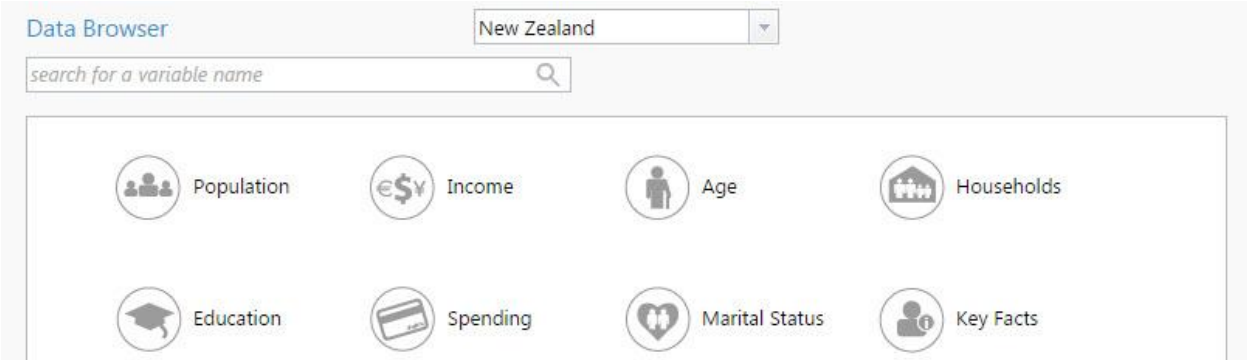 Data Browser
New Zealand
search for a variable name
Population
€$¥
Income
Age
Households
Education
Spending
Marital Status
Key Facts